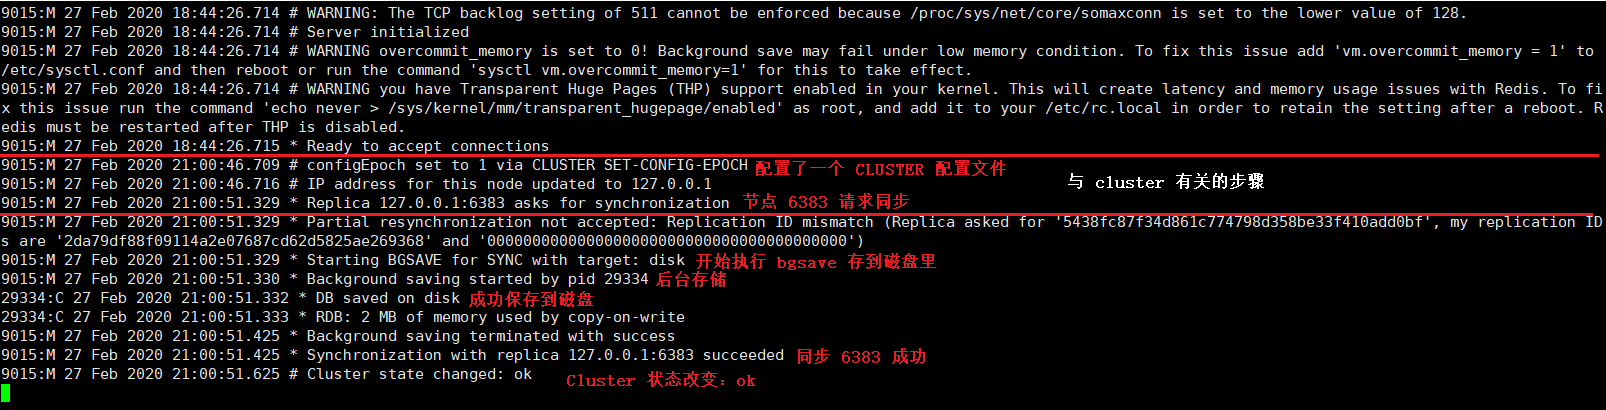 9015:M 27 Feb 2020 18:44:26.714 # WARNING: The TCP backlog setting of 511 cannot be enforced because /proc/sys/net/core/somaxconn is set to the lower value of 128.
9015:M 27 Feb 2020 18:44:26.714 # Server initialized
9015:M 27 Feb 2020 18:44:26.714 # WARNING overcommit_memory is set to 0! Background save may fail under low memory condition. To fix this issue add 'vm.overcommit_memory = 1' to
/etc/sysctl.conf and then reboot or run the command 'sysctl vm.overcommit_memory=1' for this to take effect.
9015:M 27 Feb 2020 18:44:26.714 # WARNING you have Transparent Huge Pages (THP) support enabled in your kernel. This will create latency and memory usage issues with Redis. To fi
x this issue run the command 'echo never > /sys/kernel/mm/transparent_hugepage/enabled' as root, and add it to your /etc/rc.local in order to retain the setting after a reboot. R
edis must be restarted after THP is disabled.
9015:M 27 Feb 2020 18:44:26.715 * Ready to accept connections
9015:M 27 Feb 2020 21:00:46.709 # configEpoch set to 1 via CLUSTER SET-CONFIG-EPOCH 配置了一个 CLUSTER 配置文件
9015:M 27 Feb 2020 21:00:46.716 # IP address for this node updated to 127.0.0.1 与 cluster 有关的步骤
9015:M 27 Feb 2020 21:00:51.329 * Replica 127.0.0.1:6383 asks for synchronization 节点 6383 请求同步
9015:M 27 Feb 2020 21:00:51.329 * Partial resynchronization not accepted: Replication ID mismatch (Replica asked for '5438fc87f34d861c774798d358be33f410add0bf', my replication ID
s are '2da79df88f09114a2e07687cd62d5825ae269368' and '0000000000000000000000000000000000000000')
9015:M 27 Feb 2020 21:00:51.329 * Starting BGSAVE for SYNC with target: disk 开始执行 bgsave 存到磁盘里
9015:M 27 Feb 2020 21:00:51.330 * Background saving started by pid 29334 后台存储
29334:C 27 Feb 2020 21:00:51.332 * DB saved on disk 成功保存到磁盘
29334:C 27 Feb 2020 21:00:51.333 * RDB: 2 MB of memory used by copy-on-write
9015:M 27 Feb 2020 21:00:51.425 * Background saving terminated with success
9015:M 27 Feb 2020 21:00:51.425 * Synchronization with replica 127.0.0.1:6383 succeeded 同步 6383 成功
9015:M 27 Feb 2020 21:00:51.625 # Cluster state changed: ok Cluster 状态改变：ok